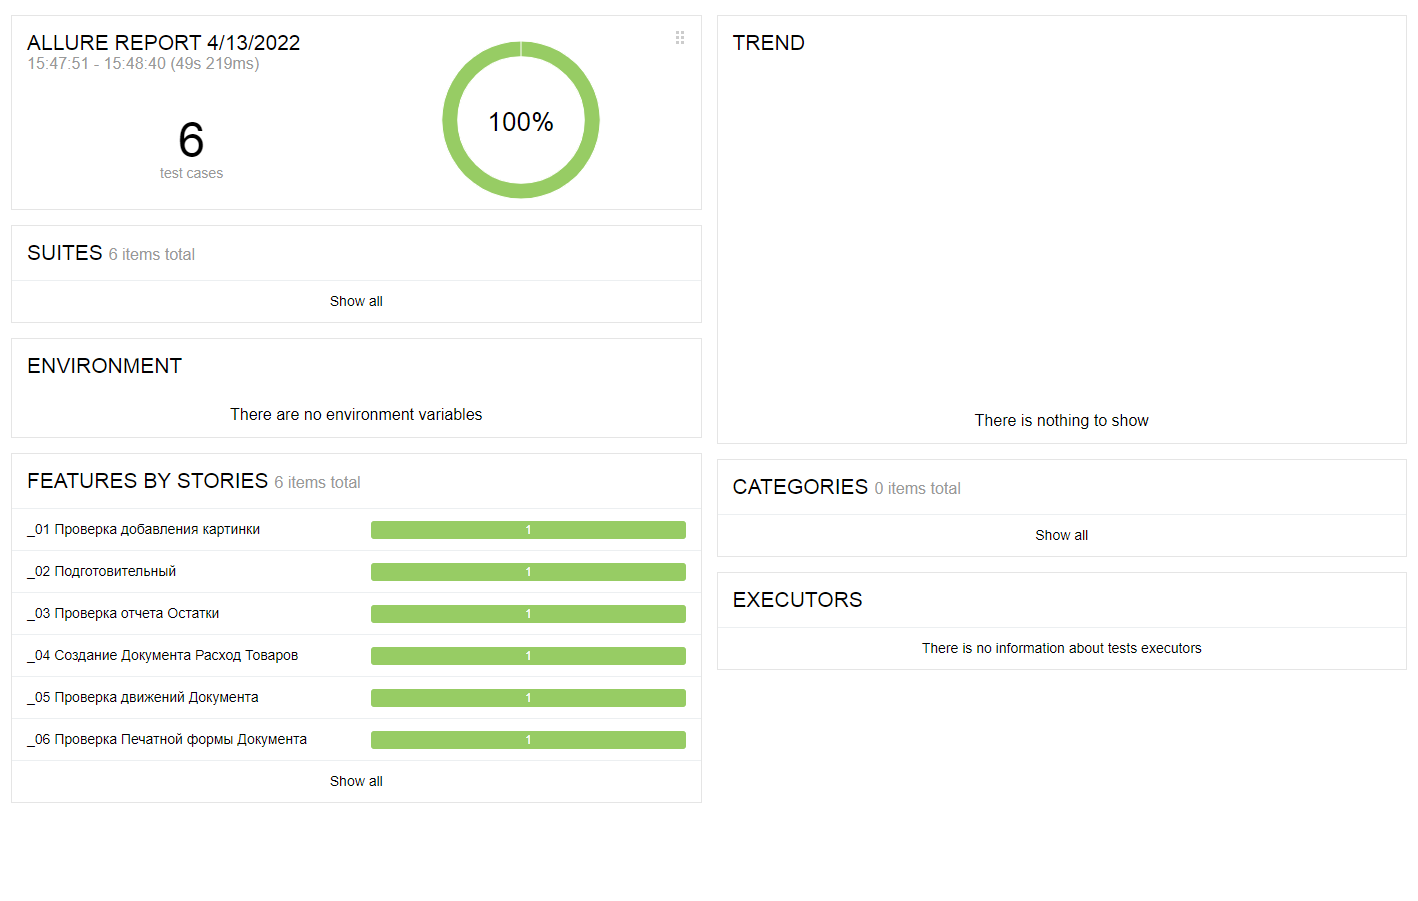 ALLURE REPORT 4/13/2022
15:47:51 - 15:48:40 (49s 219ms)
6
test cases
100%
SUITES 6 items total
Show all
ENVIRONMENT
There are no environment variables
FEATURES BY STORIES 6 items total
_01 Проверка добавления картинки 1
_02 Подготовительный 1
_03 Проверка отчета Остатки 1
_04 Создание Документа Расход Товаров 1
_05 Проверка движений Документа 1
_06 Проверка Печатной формы Документа 1
Show all
TREND
There is nothing to show
CATEGORIES 0 items total
Show all
EXECUTORS
There is no information about tests executors